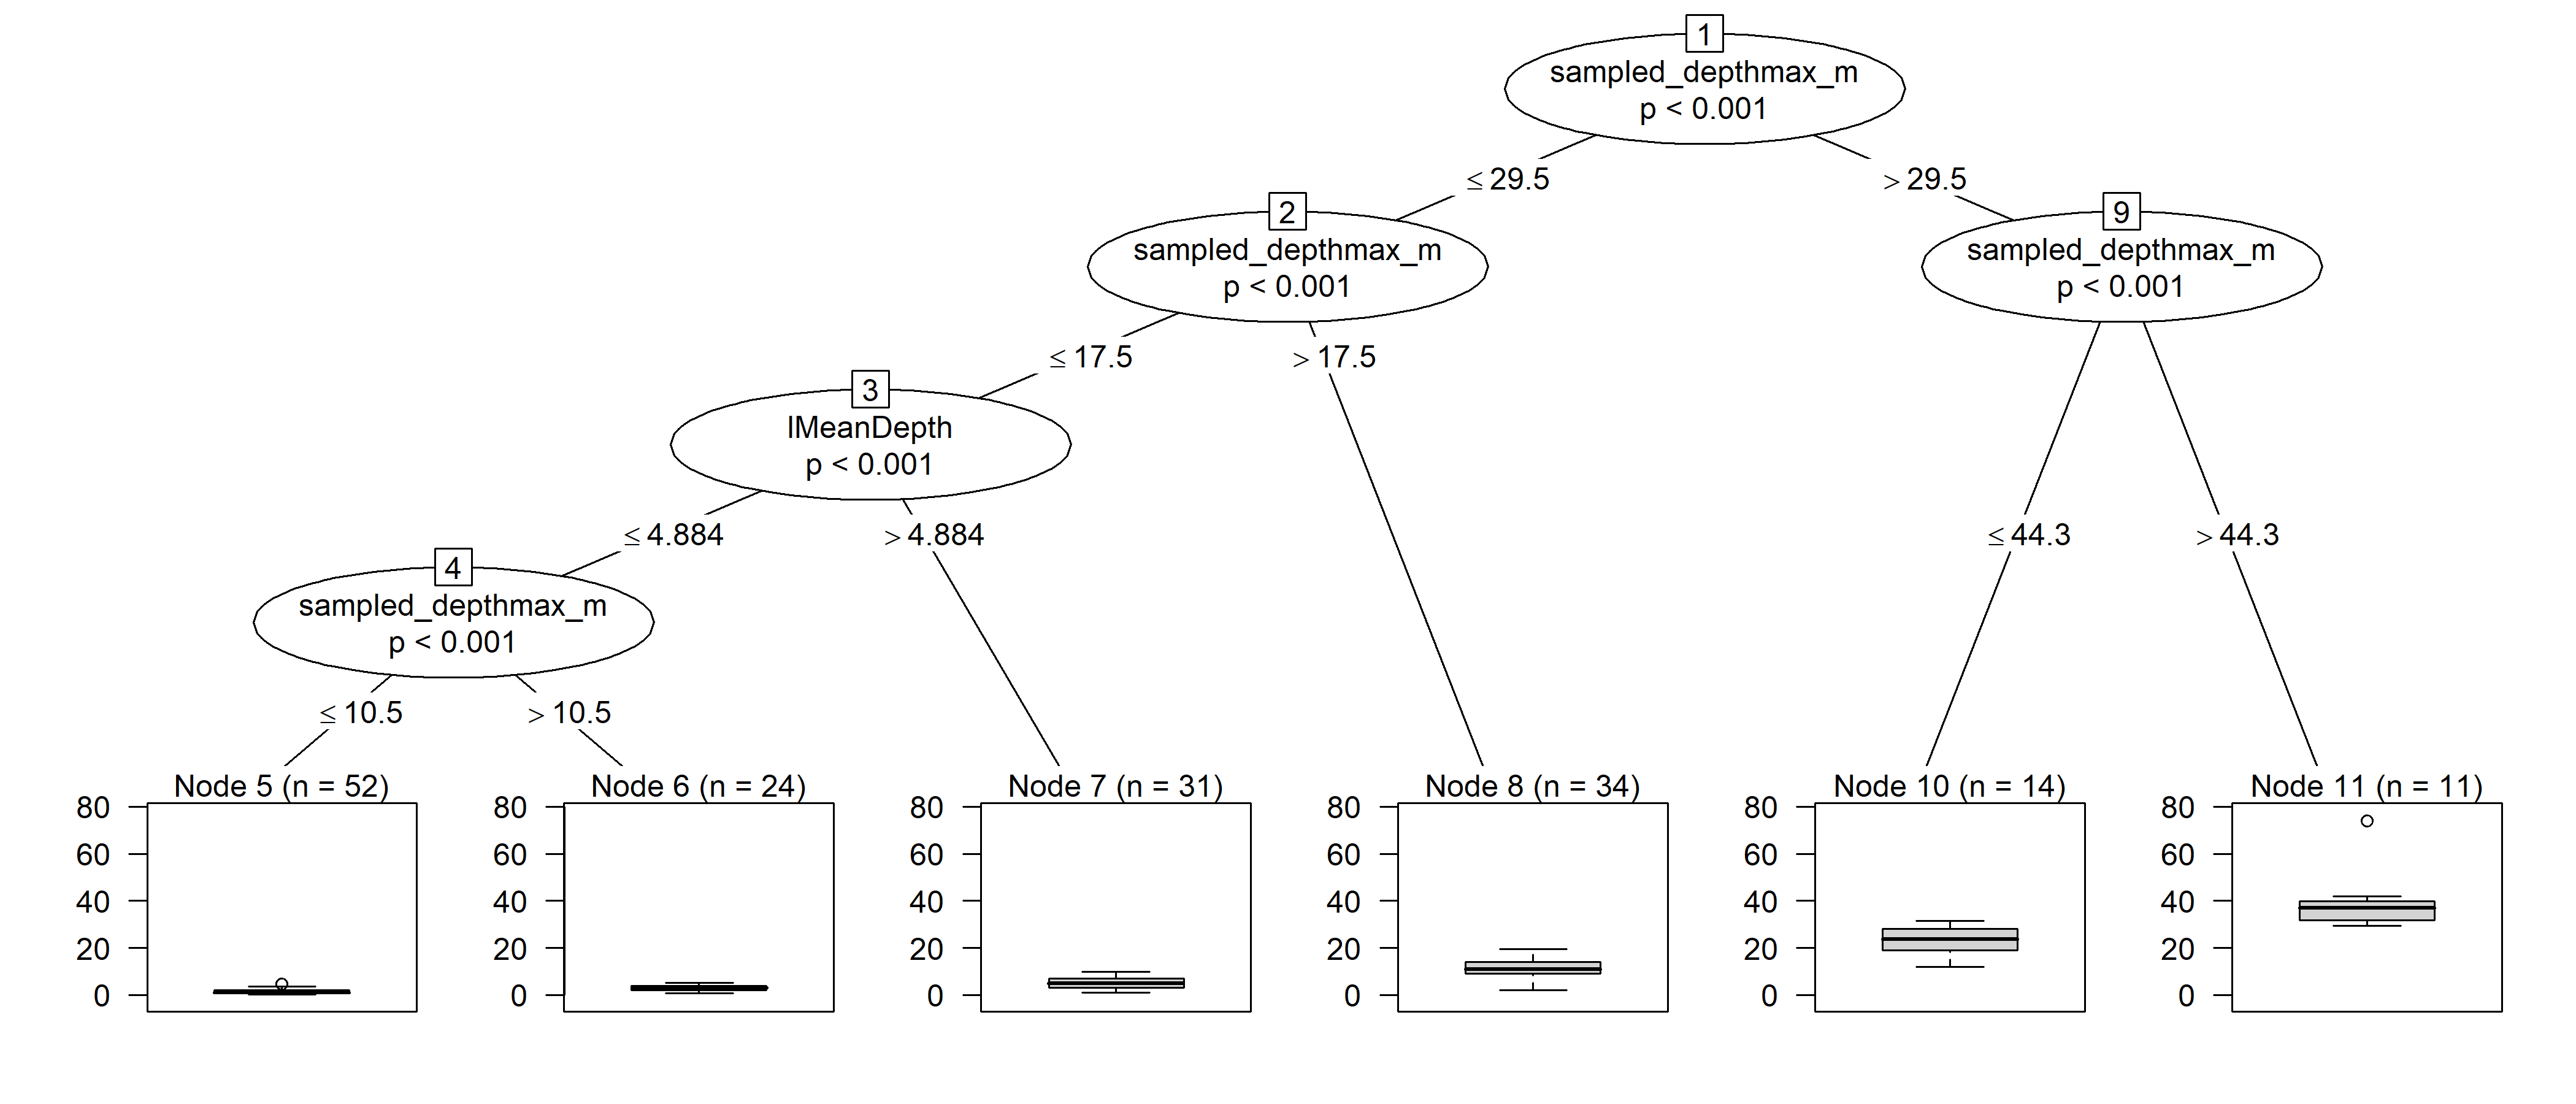 1
sampled_depthmax_m
p < 0.001
≤ 29.5
> 29.5
2
sampled_depthmax_m
p < 0.001
9
sampled_depthmax_m
p < 0.001
≤ 17.5
> 17.5
3
lMeanDepth
p < 0.001
≤ 4.884
> 4.884
≤ 44.3
> 44.3
4
sampled_depthmax_m
p < 0.001
≤ 10.5
> 10.5
Node 5 (n = 52)
80
60
40
20
0
Node 6 (n = 24)
80
60
40
20
0
Node 7 (n = 31)
80
60
40
20
0
Node 8 (n = 34)
80
60
40
20
0
Node 10 (n = 14)
80
60
40
20
0
Node 11 (n = 11)
80
60
40
20
0